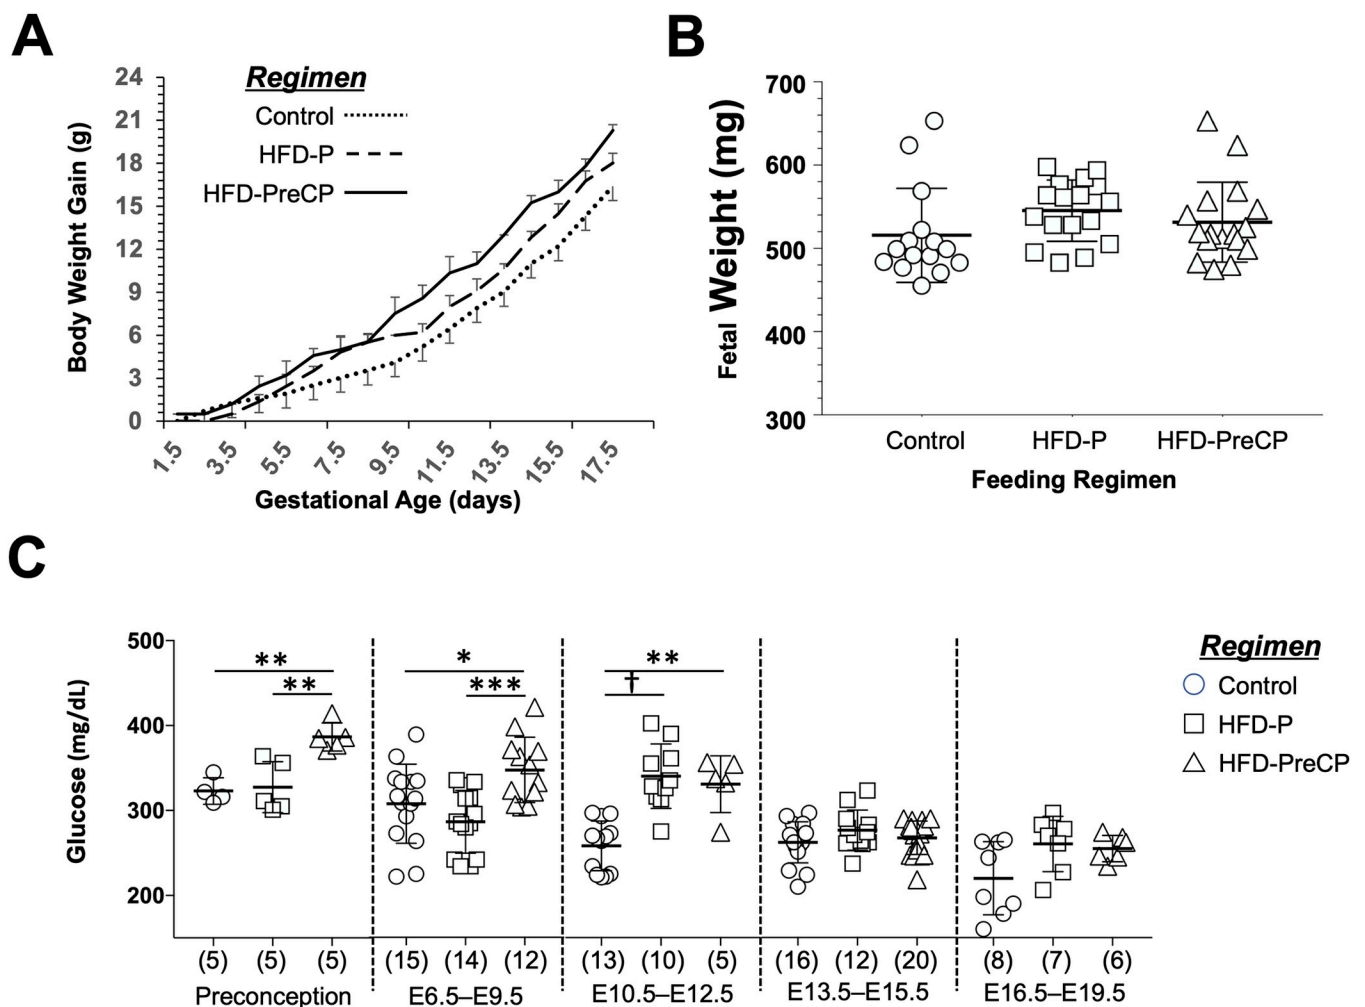 A
Regimen
Control
HFD-P
HFD-PreCP
Body Weight Gain (g)
24
21
18
15
12
9
6
3
0
1.5
3.5
5.5
7.5
9.5
11.5
13.5
15.5
17.5
Gestational Age (days)
B
Fetal Weight (mg)
700
600
500
400
300
Control HFD-P HFD-PreCP
Feeding Regimen
C
Glucose (mg/dL)
500
400
300
200
** * **
** *** †
(5) (5) (5) (15) (14) (12) (13) (10) (5) (16) (12) (20) (8) (7) (6)
Preconception E6.5–E9.5 E10.5–E12.5 E13.5–E15.5 E16.5–E19.5
Regimen
Control
HFD-P
HFD-PreCP